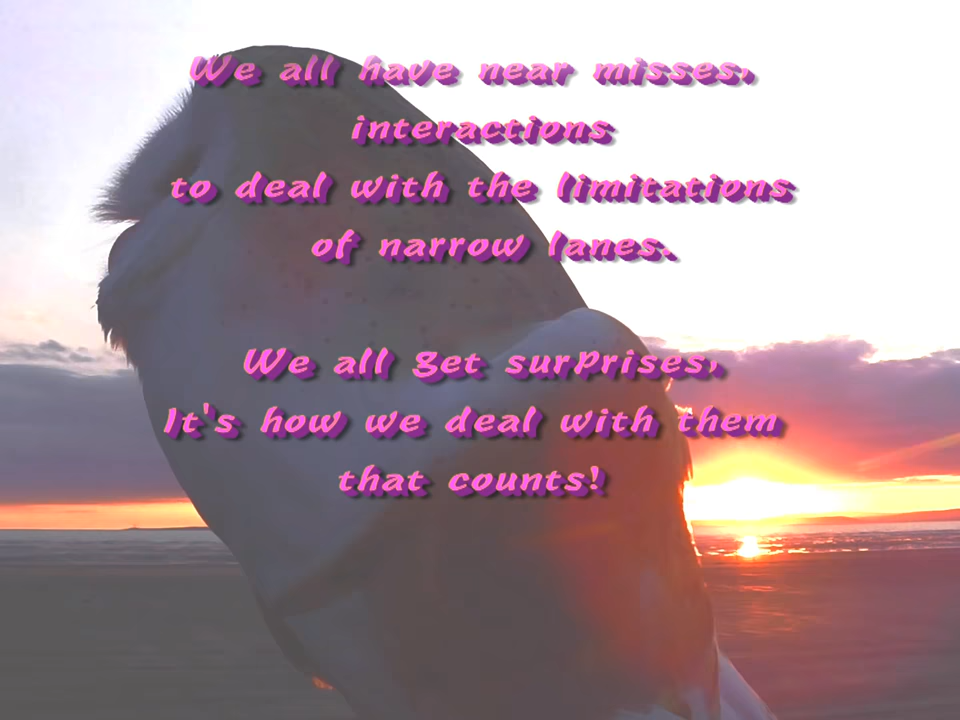 We all have near misses,
interactions
to deal with the limitations
of narrow lanes.
We all get surprises,
It's how we deal with them
that counts!